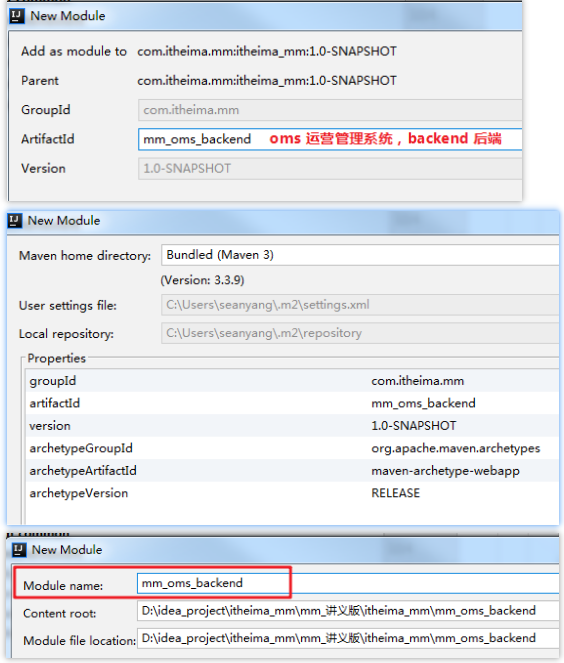 New Module
Add as module to com.itheima.mm:itheima_mm:1.0-SNAPSHOT
Parent com.itheima.mm:itheima_mm:1.0-SNAPSHOT
GroupId com.itheima.mm
ArtifactId mm_oms_backend oms 运营管理系统，backend 后端
Version 1.0-SNAPSHOT
New Module
Maven home directory: Bundled (Maven 3)
(Version: 3.3.9)
User settings file: C:\Users\seanyang\.m2\settings.xml
Local repository: C:\Users\seanyang\.m2\repository
Properties
groupId com.itheima.mm
artifactId mm_oms_backend
version 1.0-SNAPSHOT
archetypeGroupId org.apache.maven.archetypes
archetypeArtifactId maven-archetype-webapp
archetypeVersion RELEASE
New Module
Module name: mm_oms_backend
Content root: D:\idea_project\itheima_mm\mm_讲义版\itheima_mm\mm_oms_backend
Module file location: D:\idea_project\itheima_mm\mm_讲义版\itheima_mm\mm_oms_backend